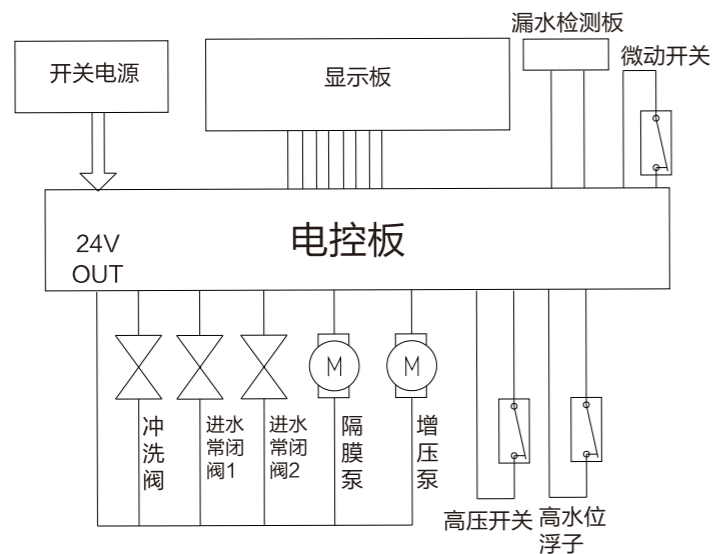 漏水检测板
微动开关
开关电源
显示板
24V
OUT
电控板
M
M
冲洗阀
进水
常闭
阀1
进水
常闭
阀2
隔膜泵
增压泵
高压开关
高水位
浮子